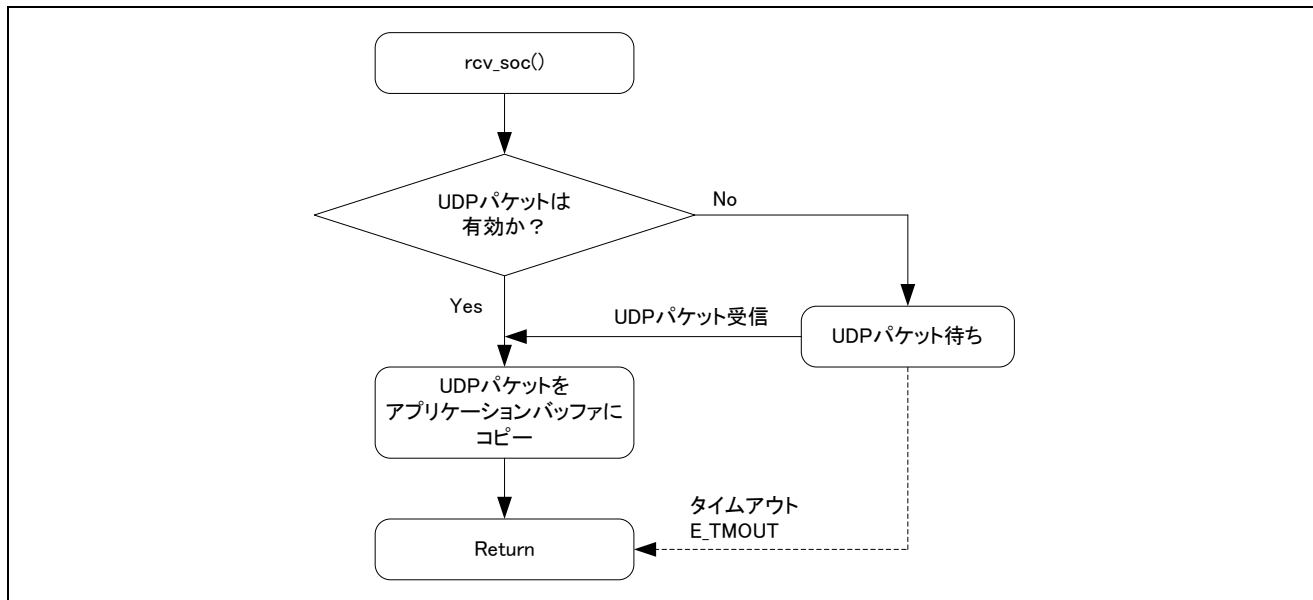 rcv_soc()
UDPパケットは
有効か？
No
Yes
UDPパケット受信
UDPパケット待ち
UDPパケットを
アプリケーションバッファに
コピー
タイムアウト
E_TMOUT
Return